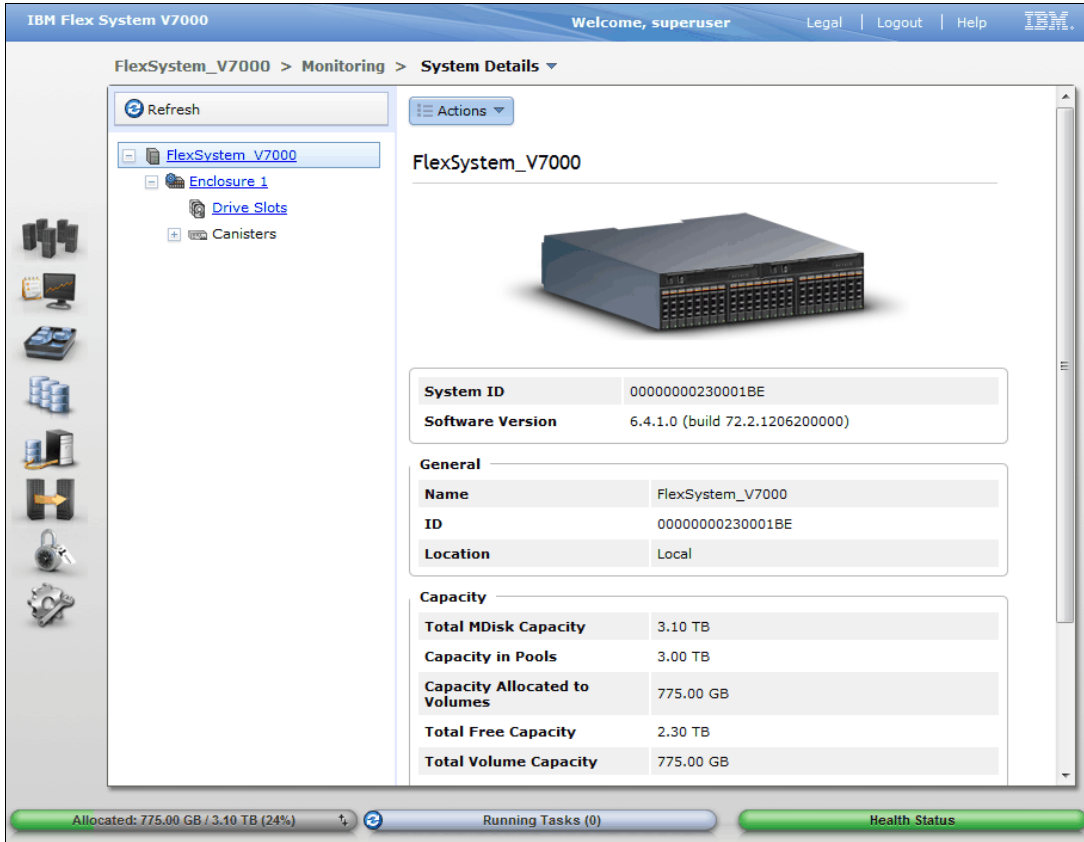 IBM Flex System V7000
Welcome, superuser
Legal | Logout | Help
IBM.
FlexSystem_V7000 > Monitoring > System Details
Refresh
Actions
FlexSystem_V7000
Enclosure 1
Drive Slots
Canisters
FlexSystem_V7000
System ID 00000000230001BE
Software Version 6.4.1.0 (build 72.2.1206200000)
General
Name FlexSystem_V7000
ID 00000000230001BE
Location Local
Capacity
Total MDisk Capacity 3.10 TB
Capacity in Pools 3.00 TB
Capacity Allocated to
Volumes 775.00 GB
Total Free Capacity 2.30 TB
Total Volume Capacity 775.00 GB
Allocated: 775.00 GB / 3.10 TB (24%)
Running Tasks (0)
Health Status